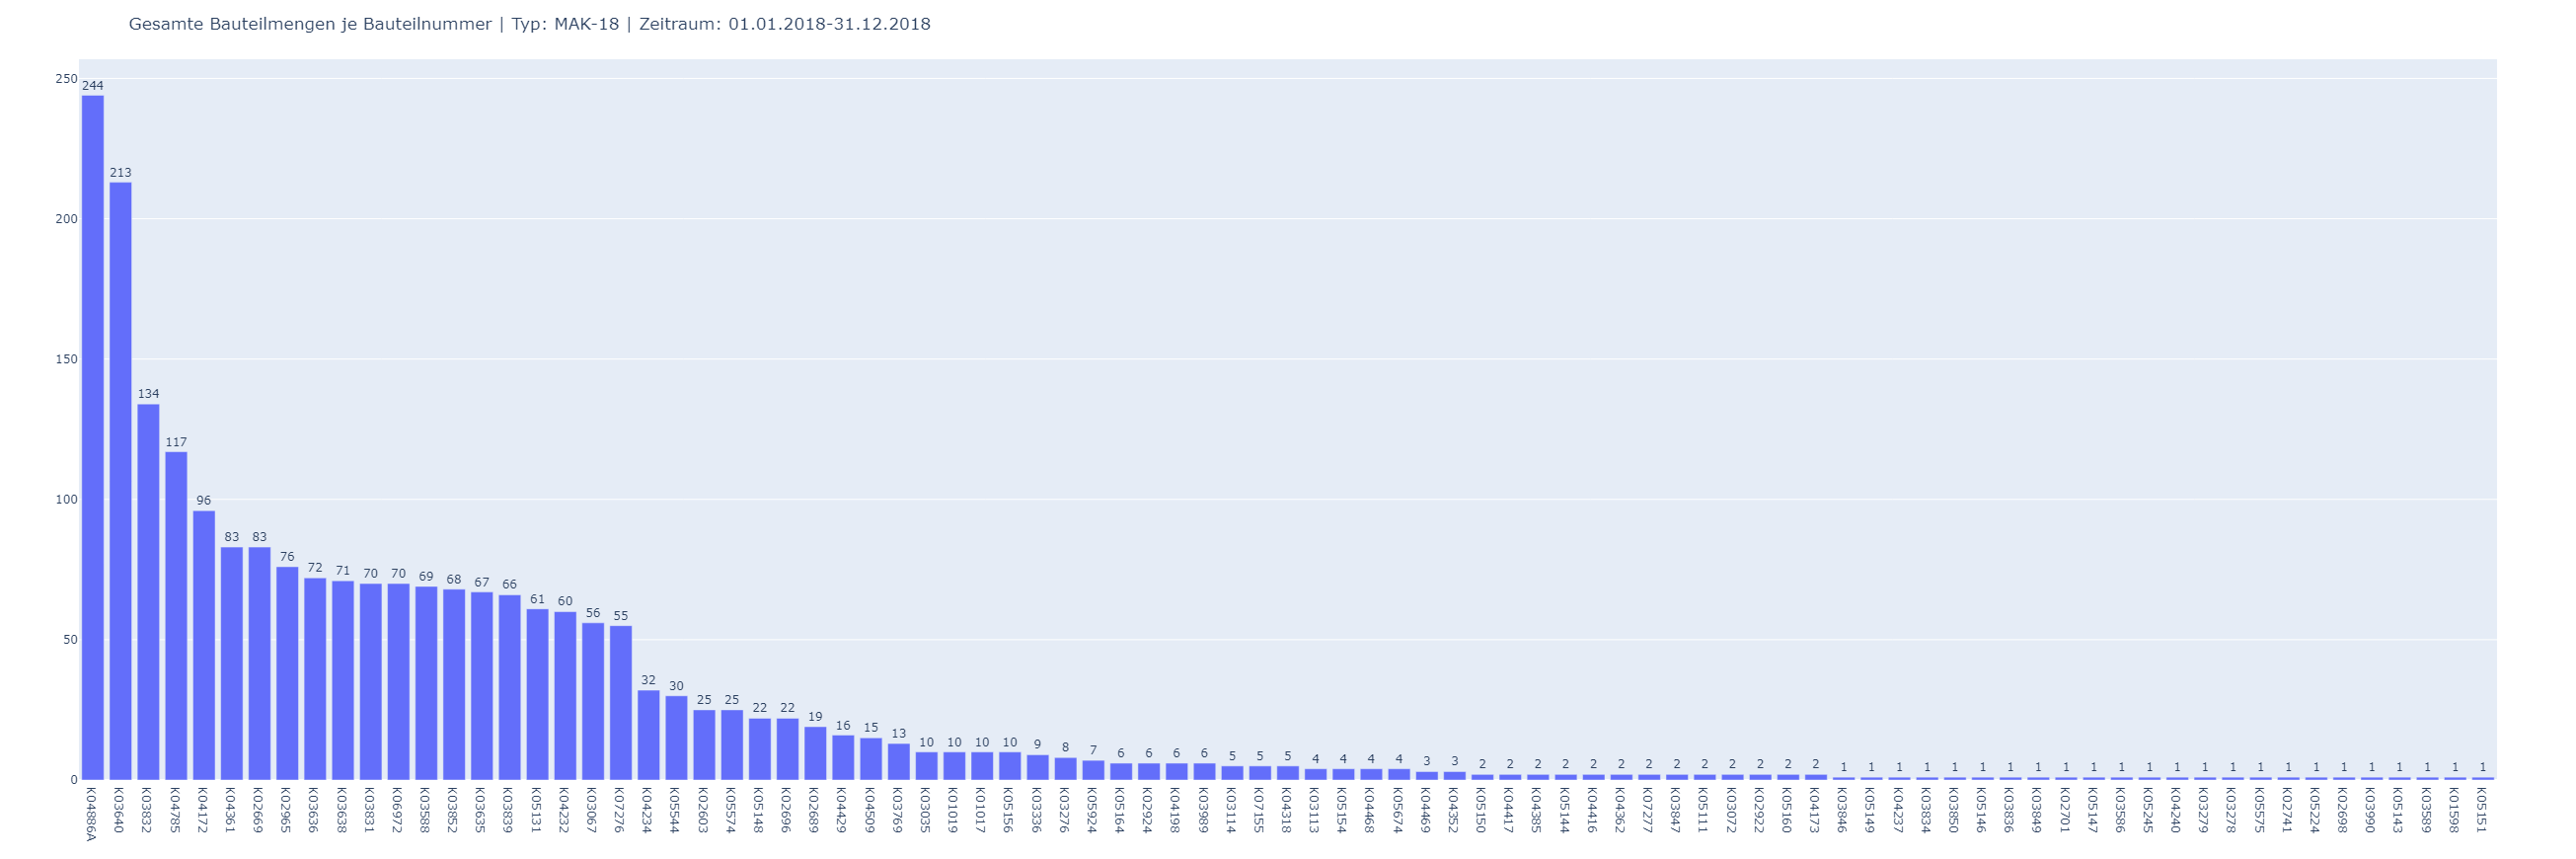 Gesamte Bauteilmengen je Bauteilnummer | Typ: MAK-18 | Zeitraum: 01.01.2018-31.12.2018
250
200
150
100
50
0
244 213 134 117 96 83 83 76 72 71 70 70 69 68 67 66 61 60 56 55 32 30 25 25 22 22 19 16 15 13 10 10 10 10 9 8 7 6 6 6 6 5 5 5 4 4 4 4 3 3 2 2 2 2 2 2 2 2 2 2 2 2 2 1 1 1 1 1 1 1 1 1 1 1 1 1 1 1 1 1 1 1 1 1 1 1 1
K04886A
K03640
K03832
K04785
K04172
K04361
K02669
K02965
K03636
K03638
K03831
K06972
K03588
K03852
K03635
K03839
K05131
K04232
K03067
K07276
K04234
K05544
K02603
K05574
K05148
K02696
K02689
K04429
K04509
K03769
K03035
K01019
K01017
K05156
K03336
K03276
K05924
K05164
K02924
K04198
K03989
K03114
K07155
K04318
K03113
K05154
K04468
K05674
K04469
K04352
K05150
K04417
K04385
K05144
K04416
K04362
K07277
K03847
K05111
K03072
K02922
K05160
K04173
K03846
K05149
K04237
K03834
K03850
K05146
K03836
K03849
K02701
K05147
K03586
K05245
K04240
K03279
K03278
K05575
K02741
K05224
K02698
K03990
K05143
K03589
K01598
K05151